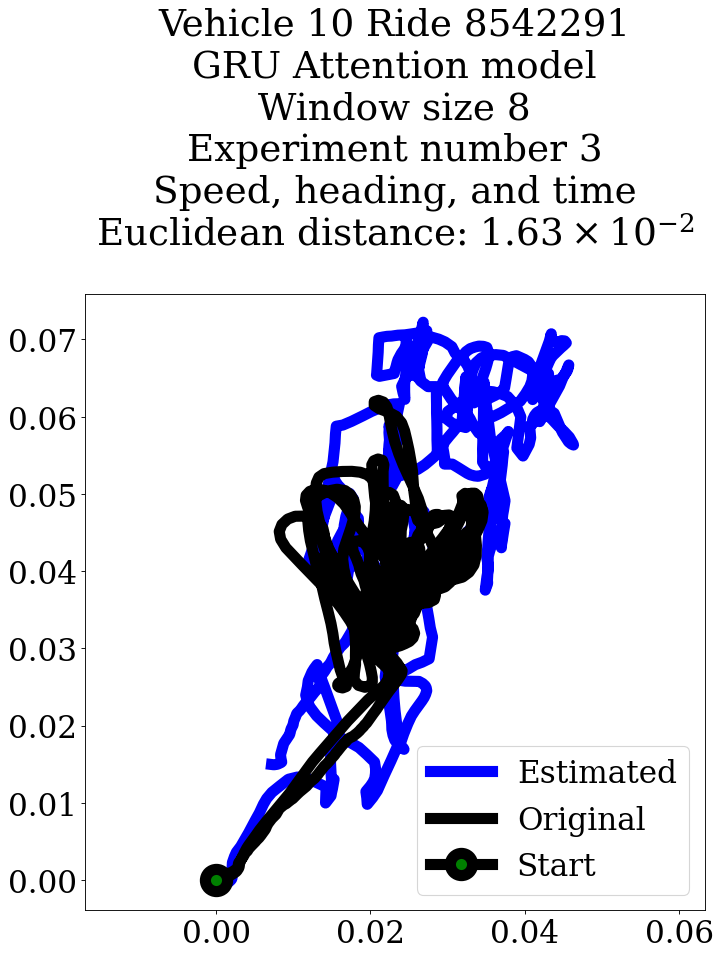 Vehicle 10 Ride 8542291
GRU Attention model
Window size 8
Experiment number 3
Speed, heading, and time
Euclidean distance: 1.63 × 10⁻²
0.07
0.06
0.05
0.04
0.03
0.02
0.01
0.00
Estimated
Original
Start
0.00 0.02 0.04 0.06